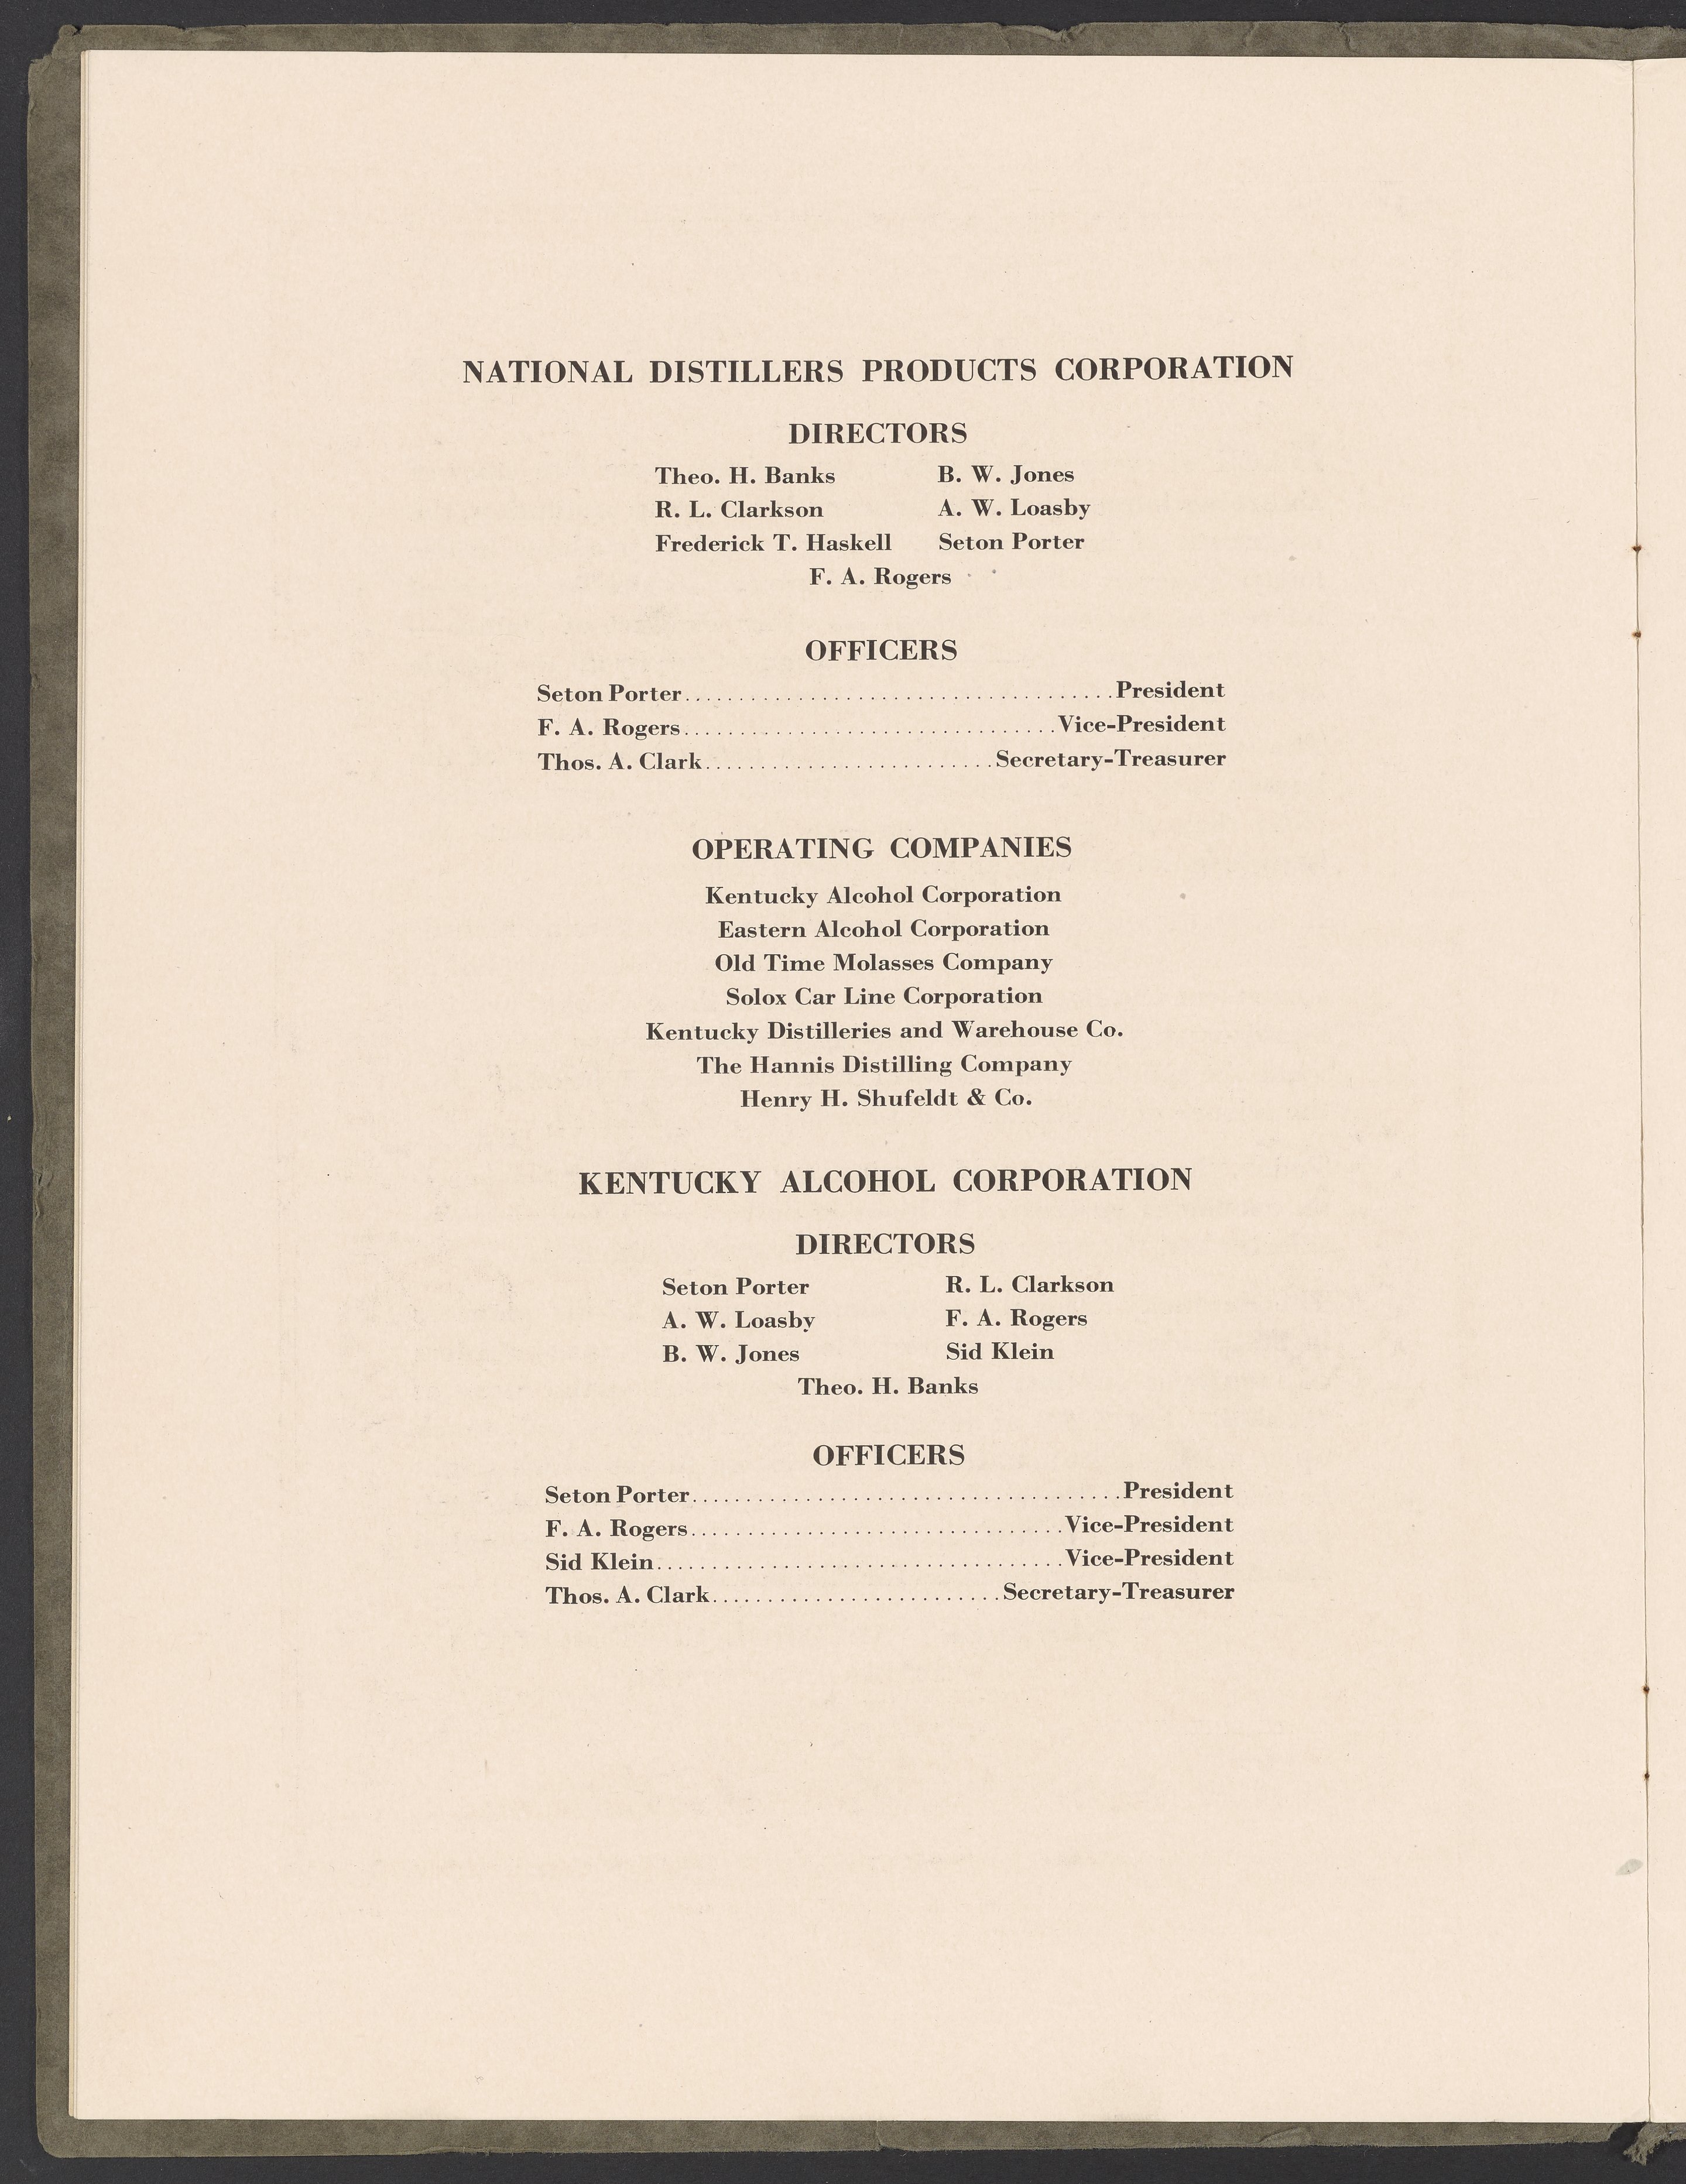 NATIONAL DISTILLERS PRODUCTS CORPORATION
DIRECTORS
Theo. H. Banks B. W. Jones
R. L. Clarkson A. W. Loasby
Frederick T. Haskell Seton Porter
F. A. Rogers
OFFICERS
Seton Porter........................................President
F. A. Rogers...................................Vice-President
Thos. A. Clark...........................Secretary-Treasurer
OPERATING COMPANIES
Kentucky Alcohol Corporation
Eastern Alcohol Corporation
Old Time Molasses Company
Solox Car Line Corporation
Kentucky Distilleries and Warehouse Co.
The Hannis Distilling Company
Henry H. Shufeldt & Co.
KENTUCKY ALCOHOL CORPORATION
DIRECTORS
Seton Porter R. L. Clarkson
A. W. Loasby F. A. Rogers
B. W. Jones Sid Klein
Theo. H. Banks
OFFICERS
Seton Porter........................................President
F. A. Rogers...................................Vice-President
Sid Klein......................................Vice-President
Thos. A. Clark...........................Secretary-Treasurer